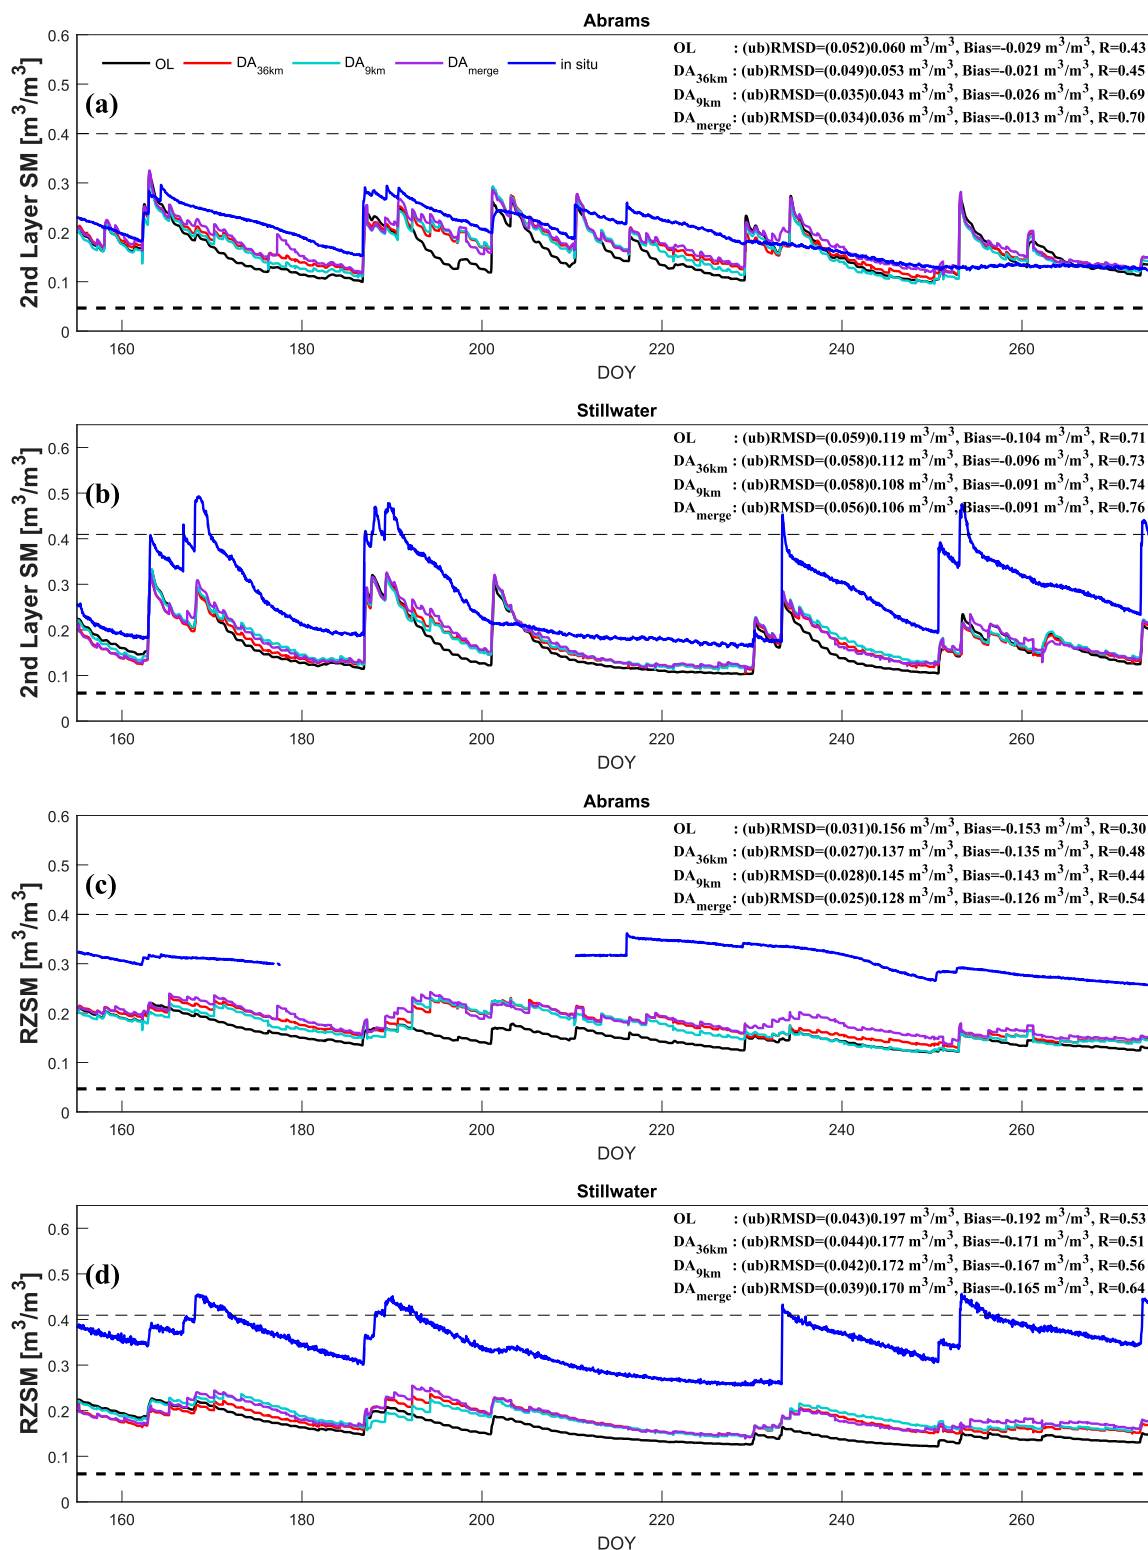 Abrams
OL DA36km DA9km DAmerge in situ
OL : (ub)RMSD=(0.052)0.060 m³/m³, Bias=-0.029 m³/m³, R=0.43
DA36km : (ub)RMSD=(0.049)0.053 m³/m³, Bias=-0.021 m³/m³, R=0.45
DA9km : (ub)RMSD=(0.035)0.043 m³/m³, Bias=-0.026 m³/m³, R=0.69
DAmerge : (ub)RMSD=(0.034)0.036 m³/m³, Bias=-0.013 m³/m³, R=0.70
(a)
2nd Layer SM [m³/m³]
0.6
0.5
0.4
0.3
0.2
0.1
0
160 180 200 220 240 260
DOY
Stillwater
OL : (ub)RMSD=(0.059)0.119 m³/m³, Bias=-0.104 m³/m³, R=0.71
DA36km : (ub)RMSD=(0.058)0.112 m³/m³, Bias=-0.096 m³/m³, R=0.73
DA9km : (ub)RMSD=(0.058)0.108 m³/m³, Bias=-0.091 m³/m³, R=0.74
DAmerge : (ub)RMSD=(0.056)0.106 m³/m³, Bias=-0.091 m³/m³, R=0.76
(b)
2nd Layer SM [m³/m³]
0.6
0.5
0.4
0.3
0.2
0.1
0
160 180 200 220 240 260
DOY
Abrams
OL : (ub)RMSD=(0.031)0.156 m³/m³, Bias=-0.153 m³/m³, R=0.30
DA36km : (ub)RMSD=(0.027)0.137 m³/m³, Bias=-0.135 m³/m³, R=0.48
DA9km : (ub)RMSD=(0.028)0.145 m³/m³, Bias=-0.143 m³/m³, R=0.44
DAmerge : (ub)RMSD=(0.025)0.128 m³/m³, Bias=-0.126 m³/m³, R=0.54
(c)
RZSM [m³/m³]
0.6
0.5
0.4
0.3
0.2
0.1
0
160 180 200 220 240 260
DOY
Stillwater
OL : (ub)RMSD=(0.043)0.197 m³/m³, Bias=-0.192 m³/m³, R=0.53
DA36km : (ub)RMSD=(0.044)0.177 m³/m³, Bias=-0.171 m³/m³, R=0.51
DA9km : (ub)RMSD=(0.042)0.172 m³/m³, Bias=-0.167 m³/m³, R=0.56
DAmerge : (ub)RMSD=(0.039)0.170 m³/m³, Bias=-0.165 m³/m³, R=0.64
(d)
RZSM [m³/m³]
0.6
0.5
0.4
0.3
0.2
0.1
0
160 180 200 220 240 260
DOY